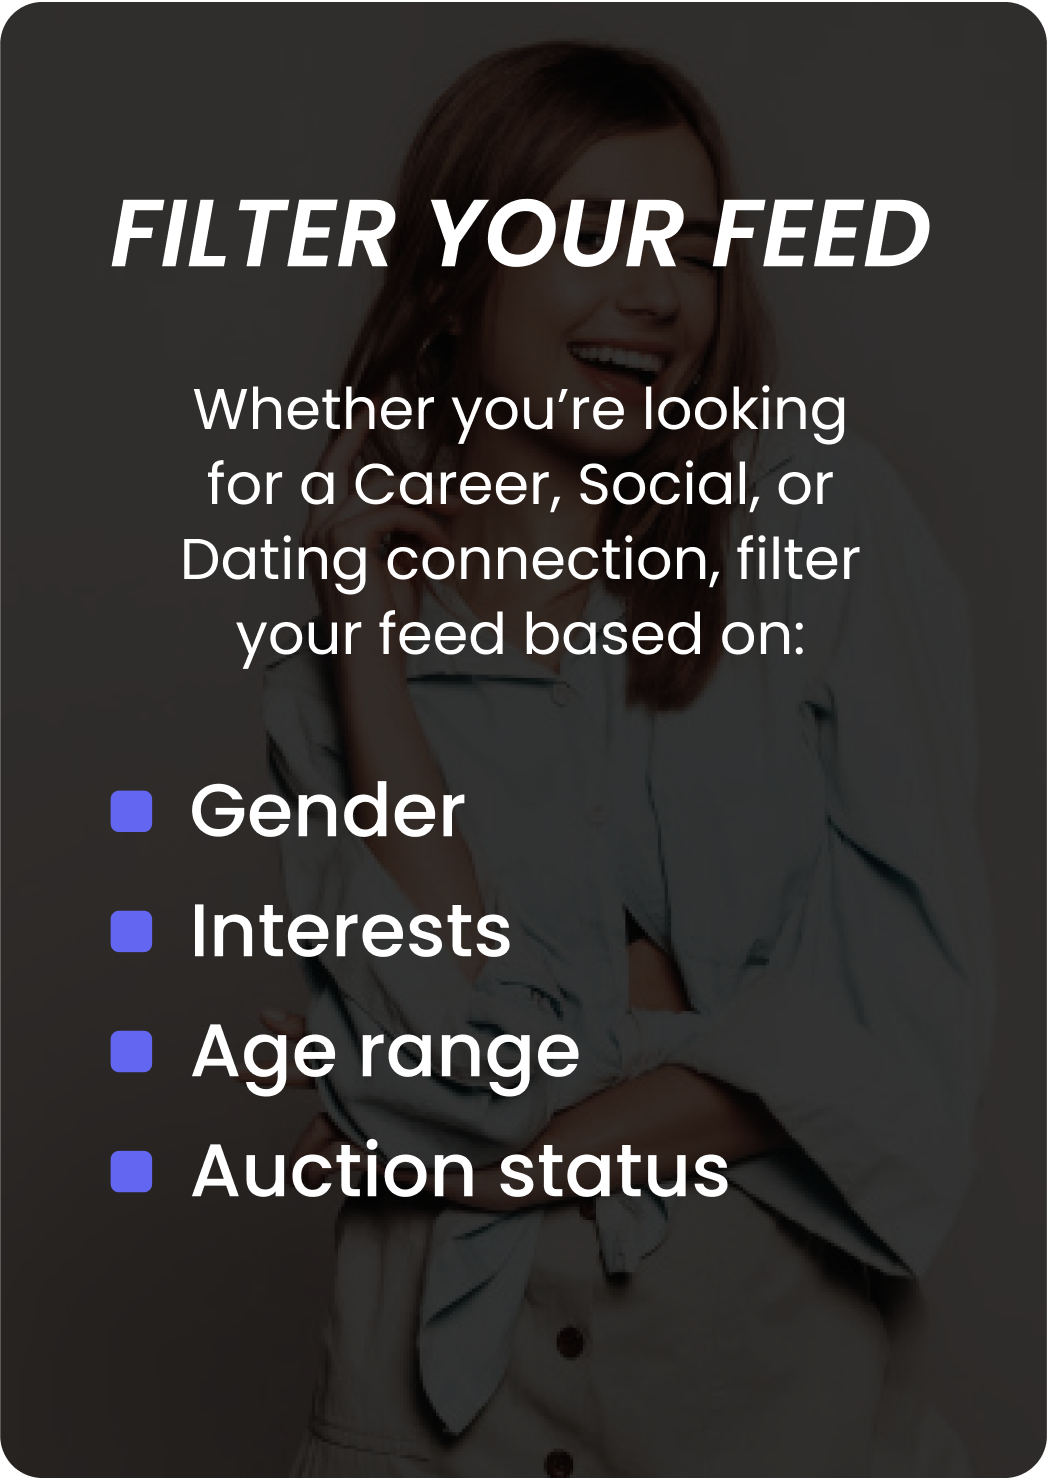 FILTER YOUR FEED
Whether you’re looking
for a Career, Social, or
Dating connection, filter
your feed based on:
Gender
Interests
Age range
Auction status